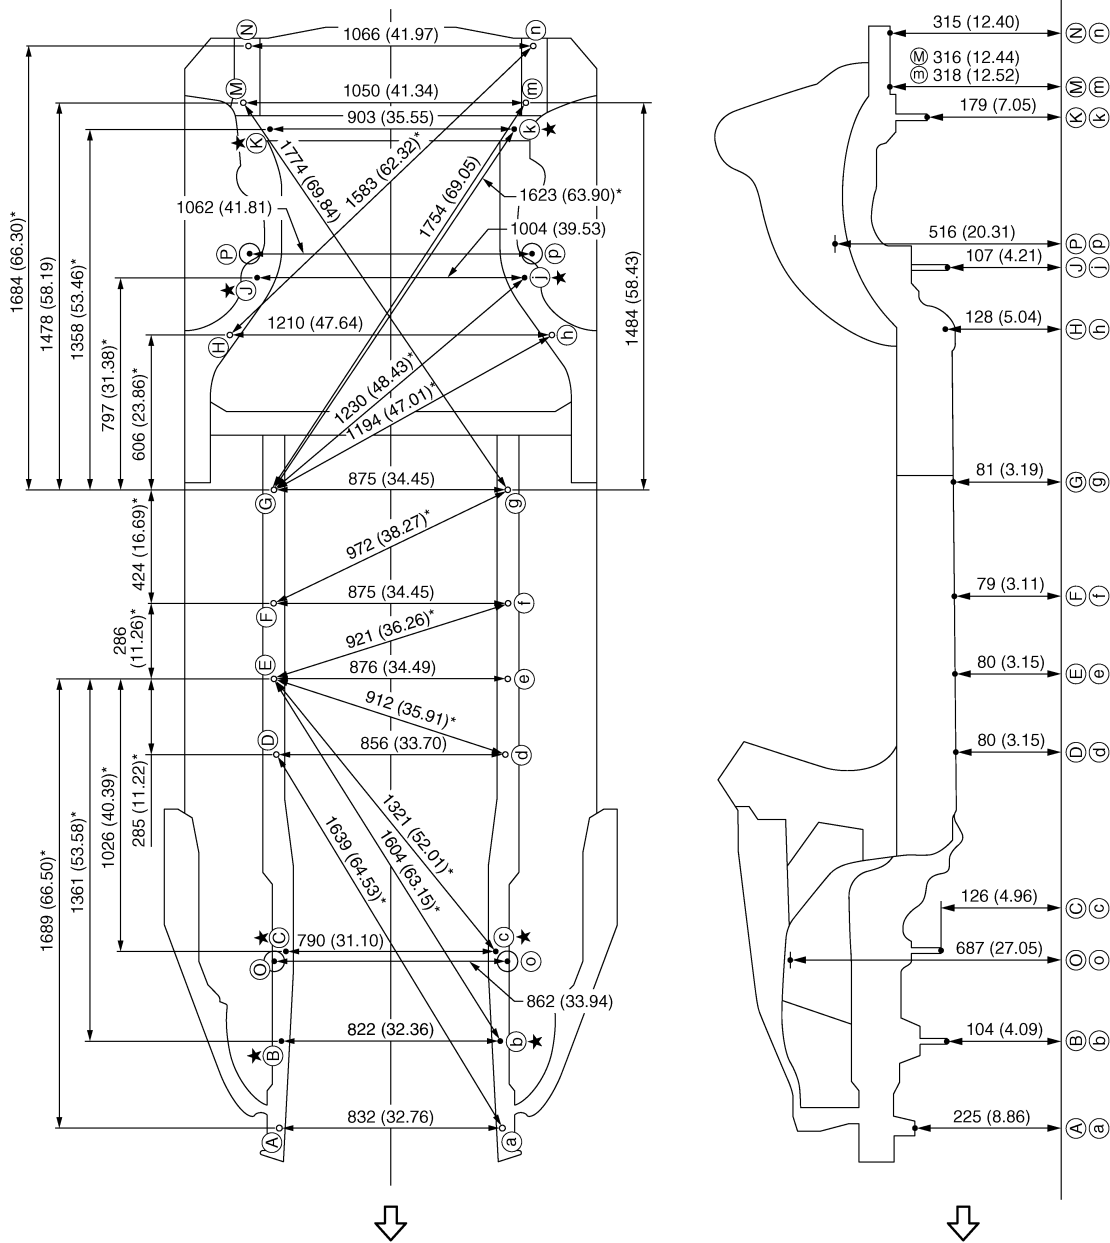 N
n
1066 (41.97)
M
m
1050 (41.34)
903 (35.55)
K
k
★
★
1774 (69.84)
1583 (62.32)*
1754 (69.05)
1623 (63.90)*
1062 (41.81)
1004 (39.53)
P
p
J
j
★
★
1210 (47.64)
H
h
1230 (48.43)*
1194 (47.01)*
1684 (66.30)*
1478 (58.19)
1358 (53.46)*
797 (31.38)*
606 (23.86)*
1484 (58.43)
875 (34.45)
G
g
424 (16.69)*
972 (38.27)*
875 (34.45)
F
f
286
(11.26)*
921 (36.26)*
E
876 (34.49)
e
912 (35.91)*
D
856 (33.70)
d
285 (11.22)*
1026 (40.39)*
1361 (53.58)*
1689 (66.50)*
1321 (52.01)*
1604 (63.15)*
1639 (64.53)*
★
C
790 (31.10)
c
★
O
o
862 (33.94)
★
B
822 (32.36)
b
★
A
832 (32.76)
a
315 (12.40)
N n
M 316 (12.44)
m 318 (12.52)
M m
179 (7.05)
K k
516 (20.31)
P p
107 (4.21)
J j
128 (5.04)
H h
81 (3.19)
G g
79 (3.11)
F f
80 (3.15)
E e
80 (3.15)
D d
126 (4.96)
C c
687 (27.05)
O o
104 (4.09)
B b
225 (8.86)
A a